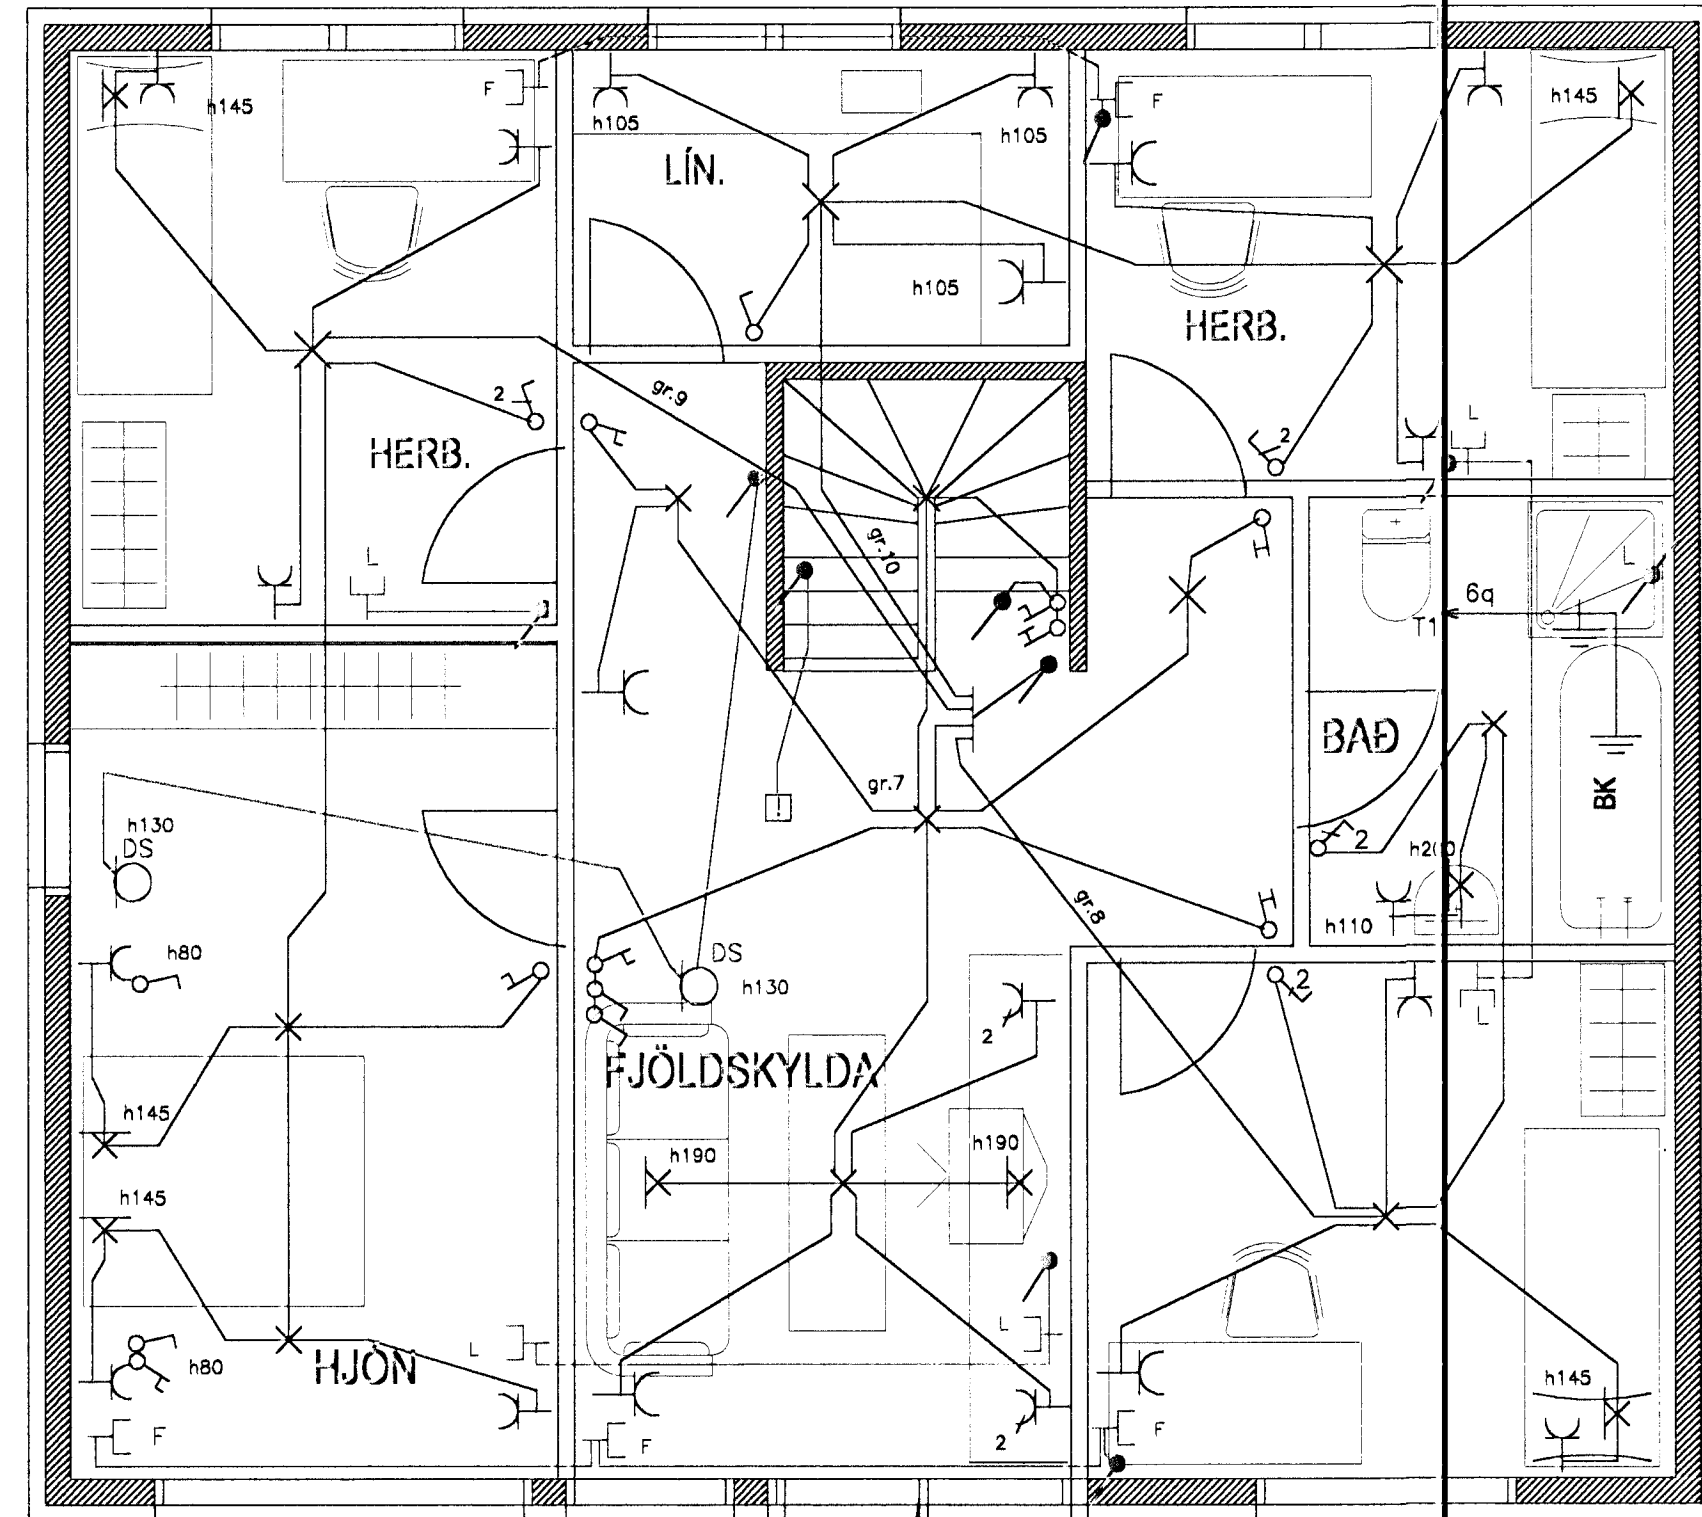 F
F
h145
h145
h105
h105
LÍN.
h105
HERB.
gr.9
2
L
2
HERB.
gr.10
L
L
6q
T1
BAÐ
gr.7
BK
h130
DS
2
h200
gr.8
h110
h80
DS
h130
2
2
L
FJÖLDSKYLDA
h145
h190
h190
h145
L
L
HJÓN
h80
h145
F
F
2
F